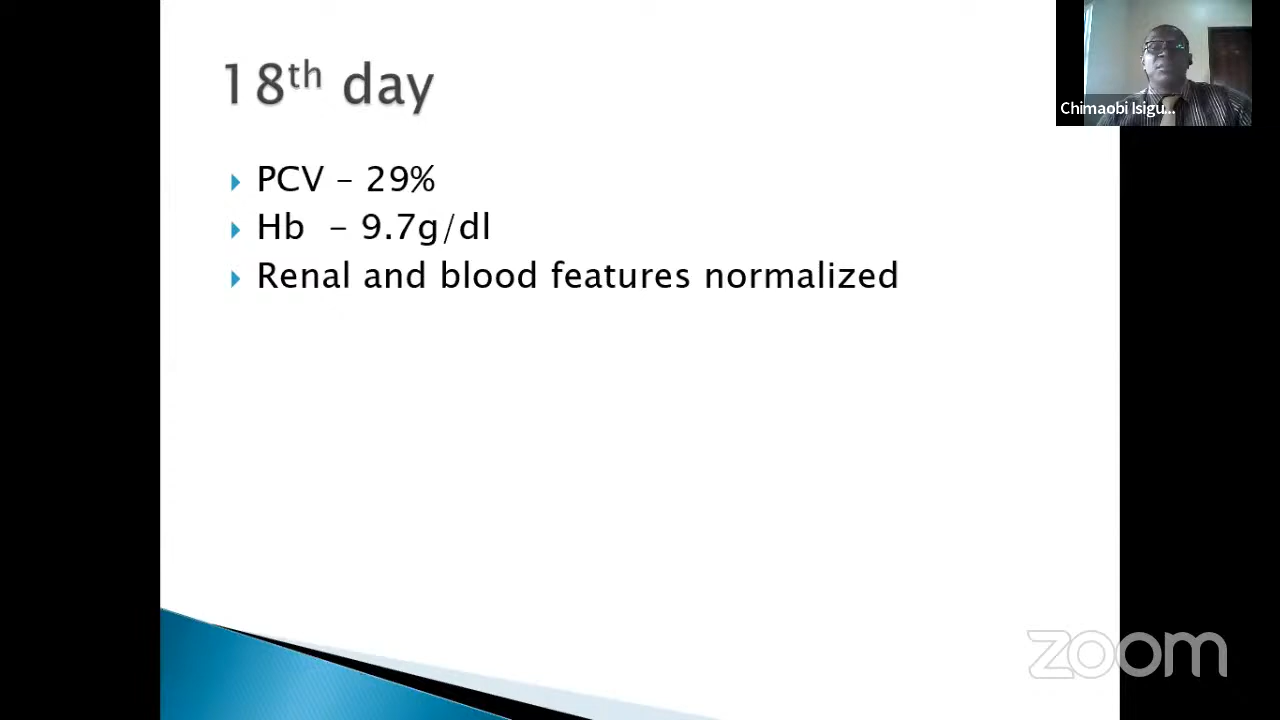 18th day
PCV – 29%
Hb – 9.7g/dl
Renal and blood features normalized
Chimaobi Isigu...
zoom